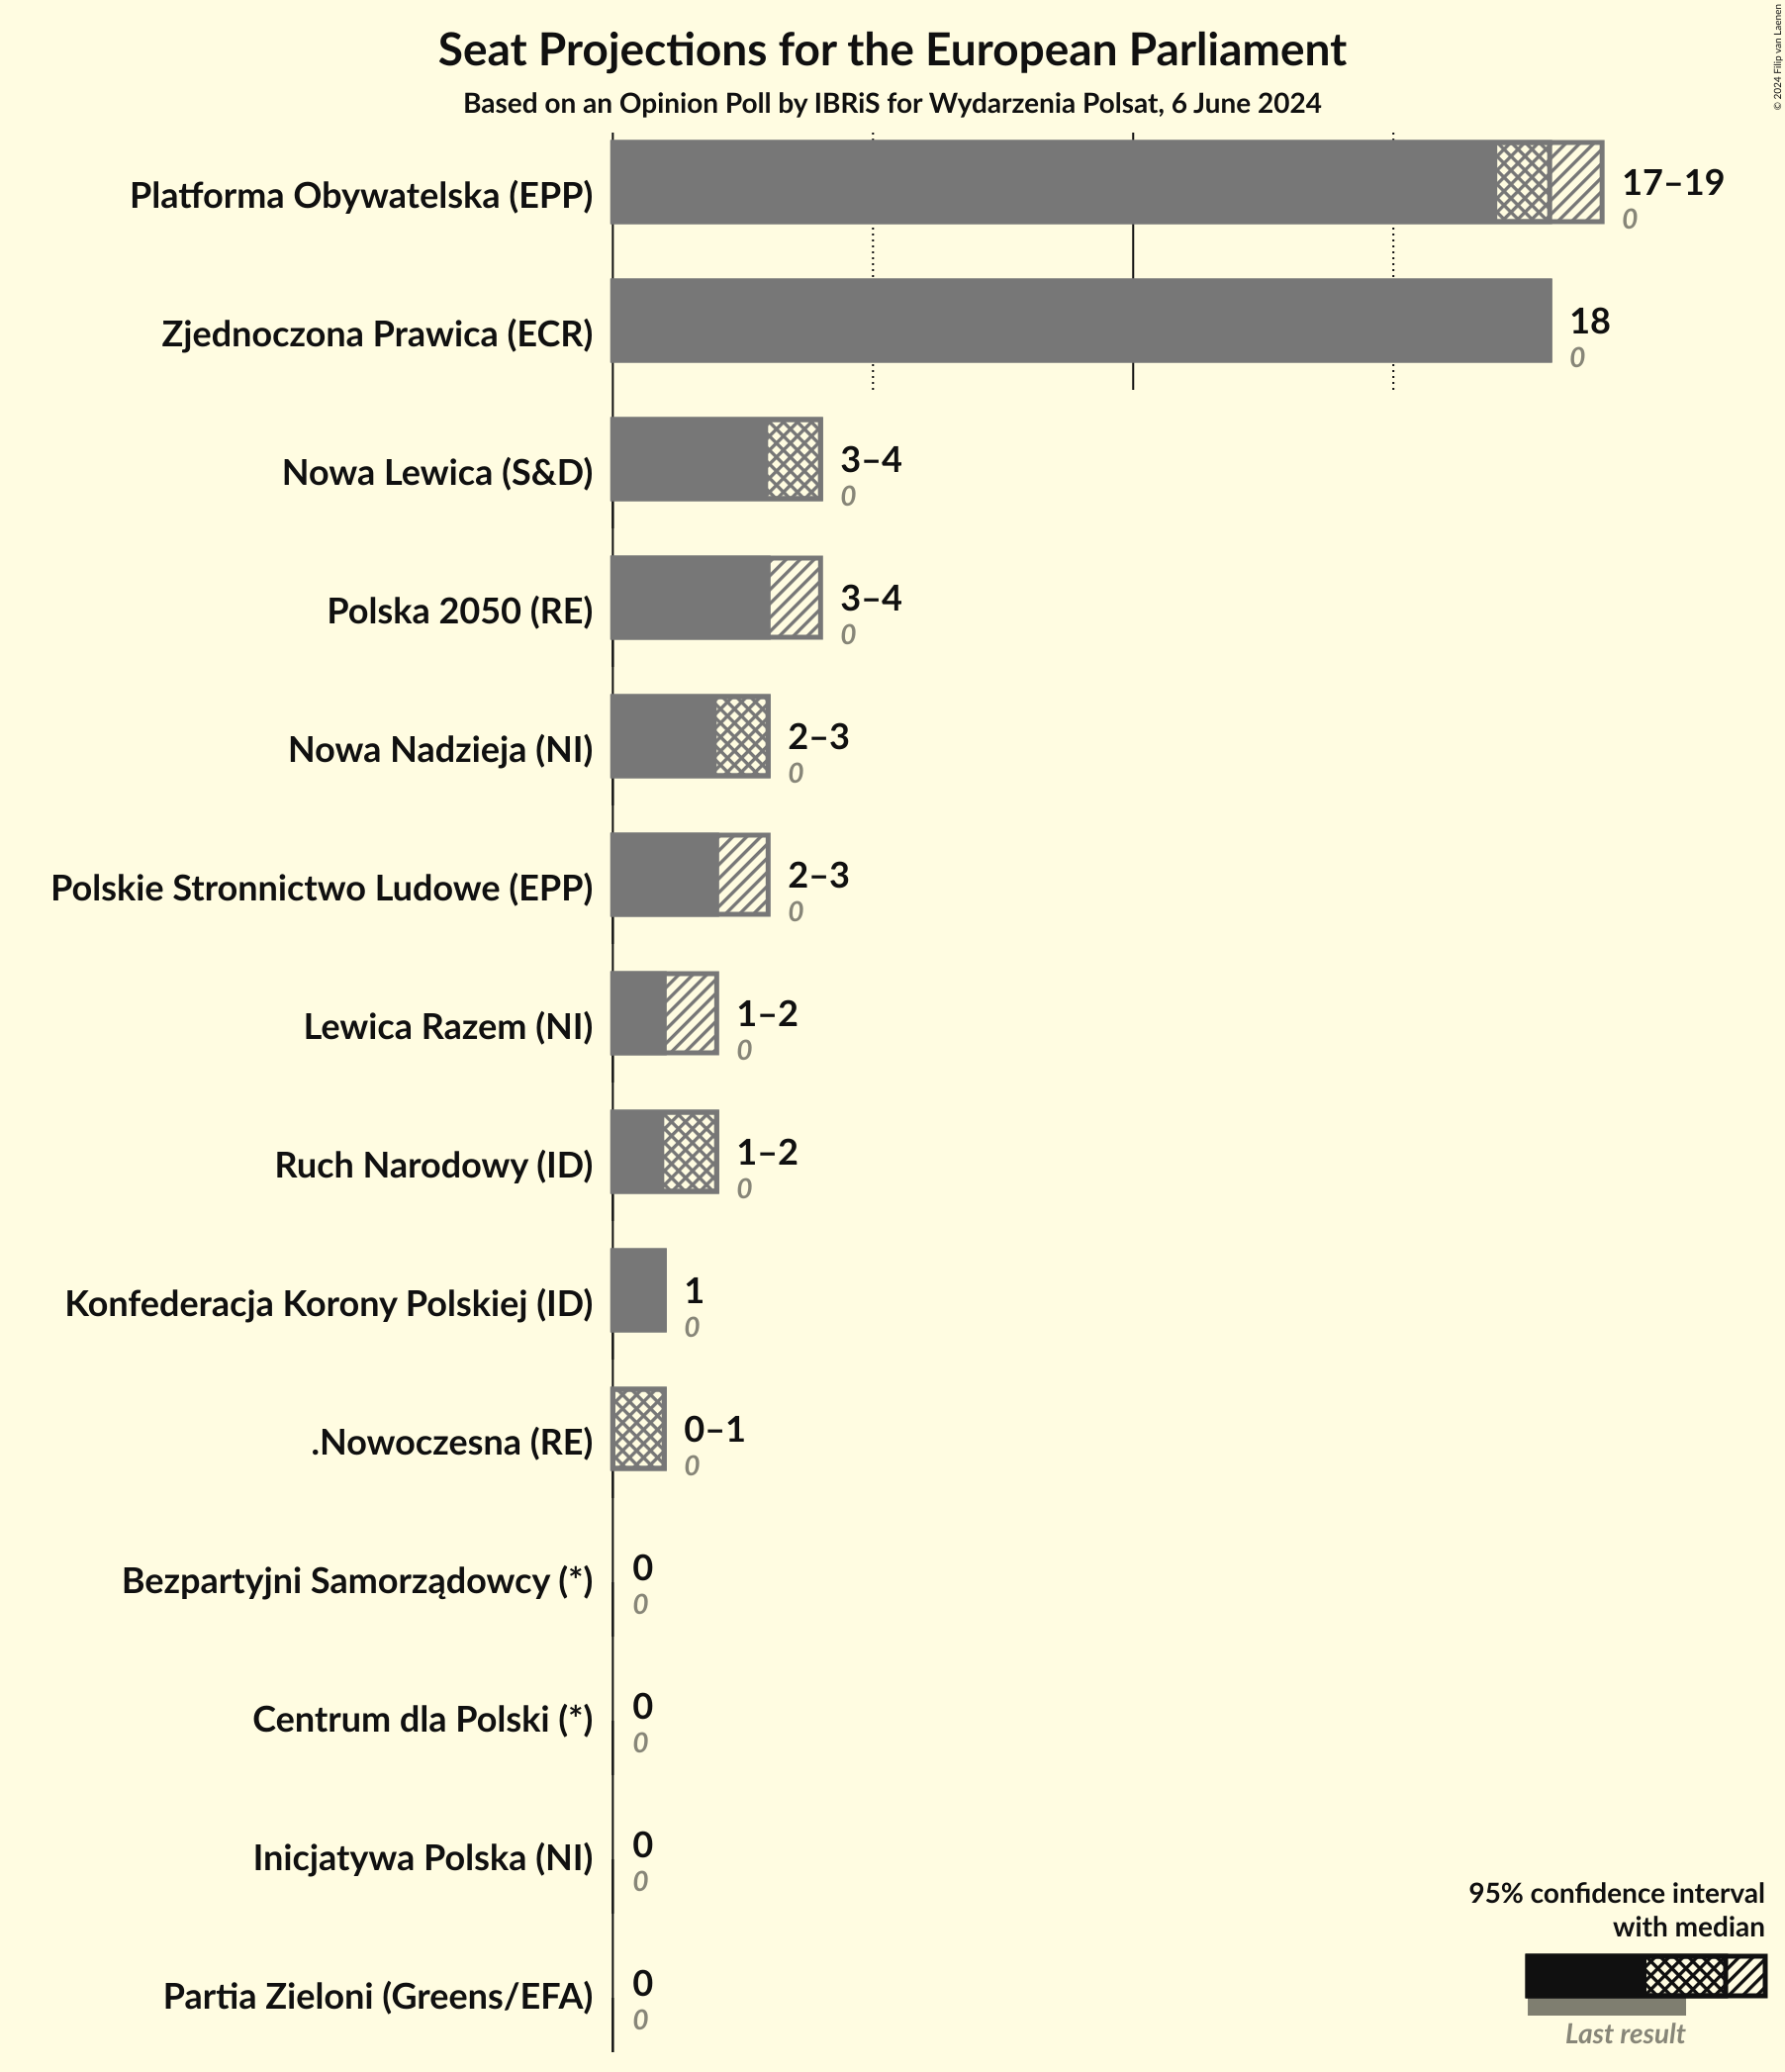 Seat Projections for the European Parliament
Based on an Opinion Poll by IBRiS for Wydarzenia Polsat, 6 June 2024
© 2024 Filip van Laenen
Platforma Obywatelska (EPP)
17–19
0
Zjednoczona Prawica (ECR)
18
0
Nowa Lewica (S&D)
3–4
0
Polska 2050 (RE)
3–4
0
Nowa Nadzieja (NI)
2–3
0
Polskie Stronnictwo Ludowe (EPP)
2–3
0
Lewica Razem (NI)
1–2
0
Ruch Narodowy (ID)
1–2
0
Konfederacja Korony Polskiej (ID)
1
0
.Nowoczesna (RE)
0–1
0
Bezpartyjni Samorządowcy (*)
0
0
Centrum dla Polski (*)
0
0
Inicjatywa Polska (NI)
0
0
Partia Zieloni (Greens/EFA)
0
0
95% confidence interval
with median
Last result